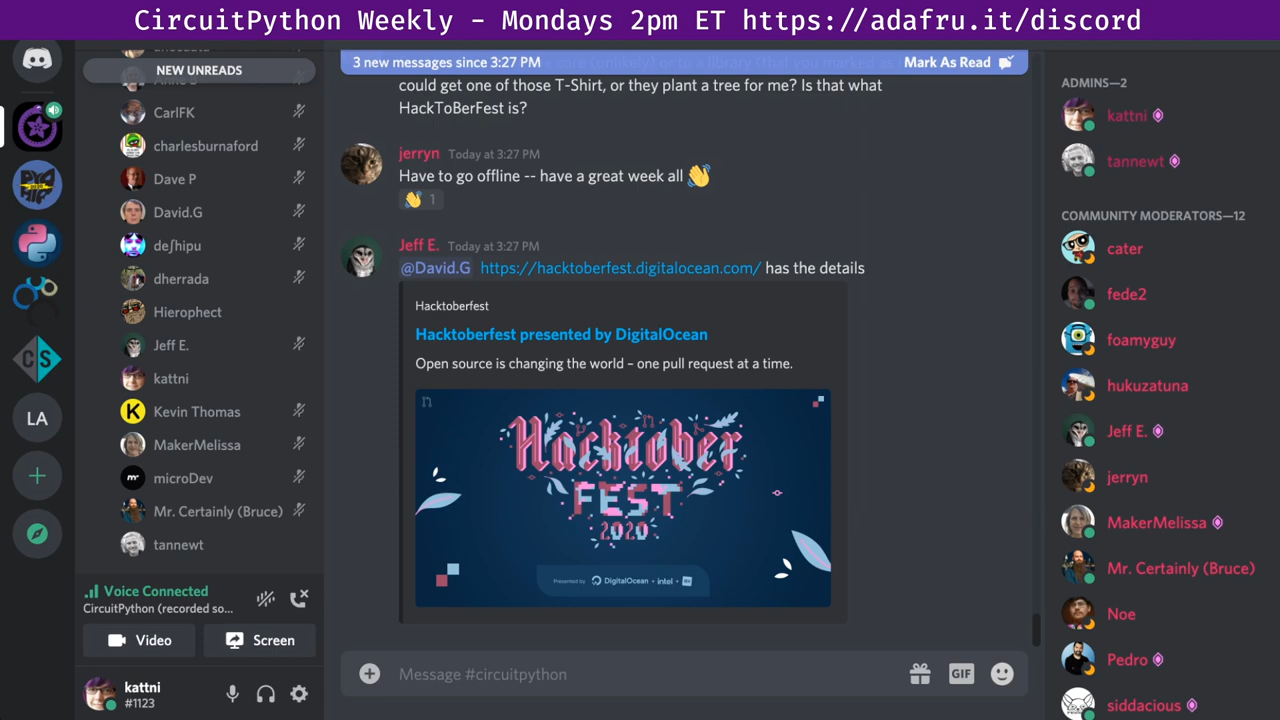 CircuitPython Weekly - Mondays 2pm ET https://adafru.it/discord
NEW UNREADS
CarlFK
charlesburnaford
Dave P
David.G
deʃhipu
dherrada
Hierophect
Jeff E.
kattni
Kevin Thomas
MakerMelissa
microDev
Mr. Certainly (Bruce)
tannewt
Voice Connected
CircuitPython (recorded so...
Video
Screen
kattni
#1123
CS
LA
3 new messages since 3:27 PM
Mark As Read
could get one of those T-Shirt, or they plant a tree for me? Is that what
HackToBerFest is?
jerryn Today at 3:27 PM
Have to go offline -- have a great week all 👋
👋 1
Jeff E. Today at 3:27 PM
@David.G https://hacktoberfest.digitalocean.com/ has the details
Hacktoberfest
Hacktoberfest presented by DigitalOcean
Open source is changing the world – one pull request at a time.
Hacktober
FEST
2020
Presented by DigitalOcean • intel • DEV
Message #circuitpython
GIF
ADMINS—2
kattni
tannewt
COMMUNITY MODERATORS—12
cater
fede2
foamyguy
hukuzatuna
Jeff E.
jerryn
MakerMelissa
Mr. Certainly (Bruce)
Noe
Pedro
siddacious